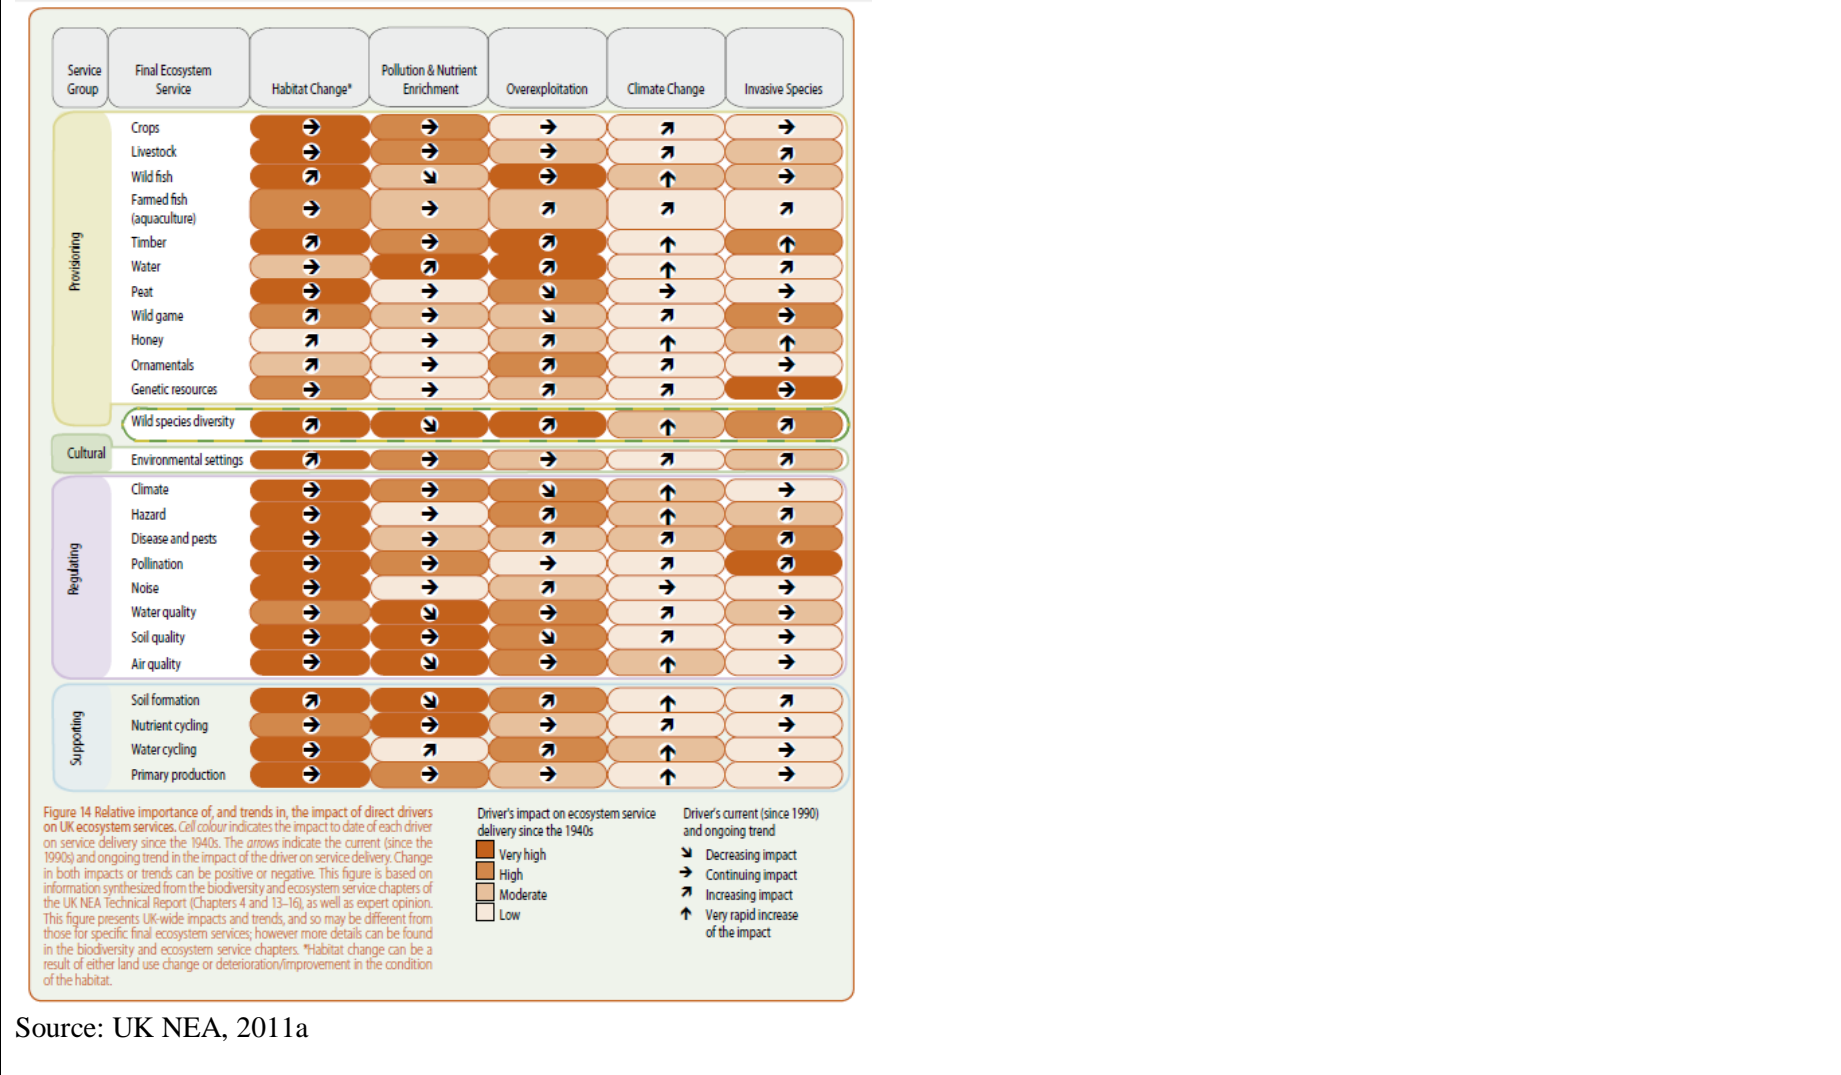 Service
Group
Final Ecosystem
Service
Habitat Change*
Pollution & Nutrient
Enrichment
Overexploitation
Climate Change
Invasive Species
Provisioning
Crops
Livestock
Wild fish
Farmed fish
(aquaculture)
Timber
Water
Peat
Wild game
Honey
Ornamentals
Genetic resources
Wild species diversity
Cultural
Environmental settings
Regulating
Climate
Hazard
Disease and pests
Pollination
Noise
Water quality
Soil quality
Air quality
Supporting
Soil formation
Nutrient cycling
Water cycling
Primary production
Figure 14 Relative importance of, and trends in, the impact of direct drivers
on UK ecosystem services. Cell colour indicates the impact to date of each driver
on service delivery since the 1940s. The arrows indicate the current (since the
1990s) and ongoing trend in the impact of the driver on service delivery. Change
in both impacts or trends can be positive or negative. This figure is based on
information synthesized from the biodiversity and ecosystem service chapters of
the UK NEA Technical Report (Chapters 4 and 13–16), as well as expert opinion.
This figure presents UK-wide impacts and trends, and so may be different from
those for specific final ecosystem services; however more details can be found
in the biodiversity and ecosystem service chapters. *Habitat change can be a
result of either land use change or deterioration/improvement in the condition
of the habitat.
Driver's impact on ecosystem service
delivery since the 1940s
Very high
High
Moderate
Low
Driver's current (since 1990)
and ongoing trend
Decreasing impact
Continuing impact
Increasing impact
Very rapid increase
of the impact
Source: UK NEA, 2011a